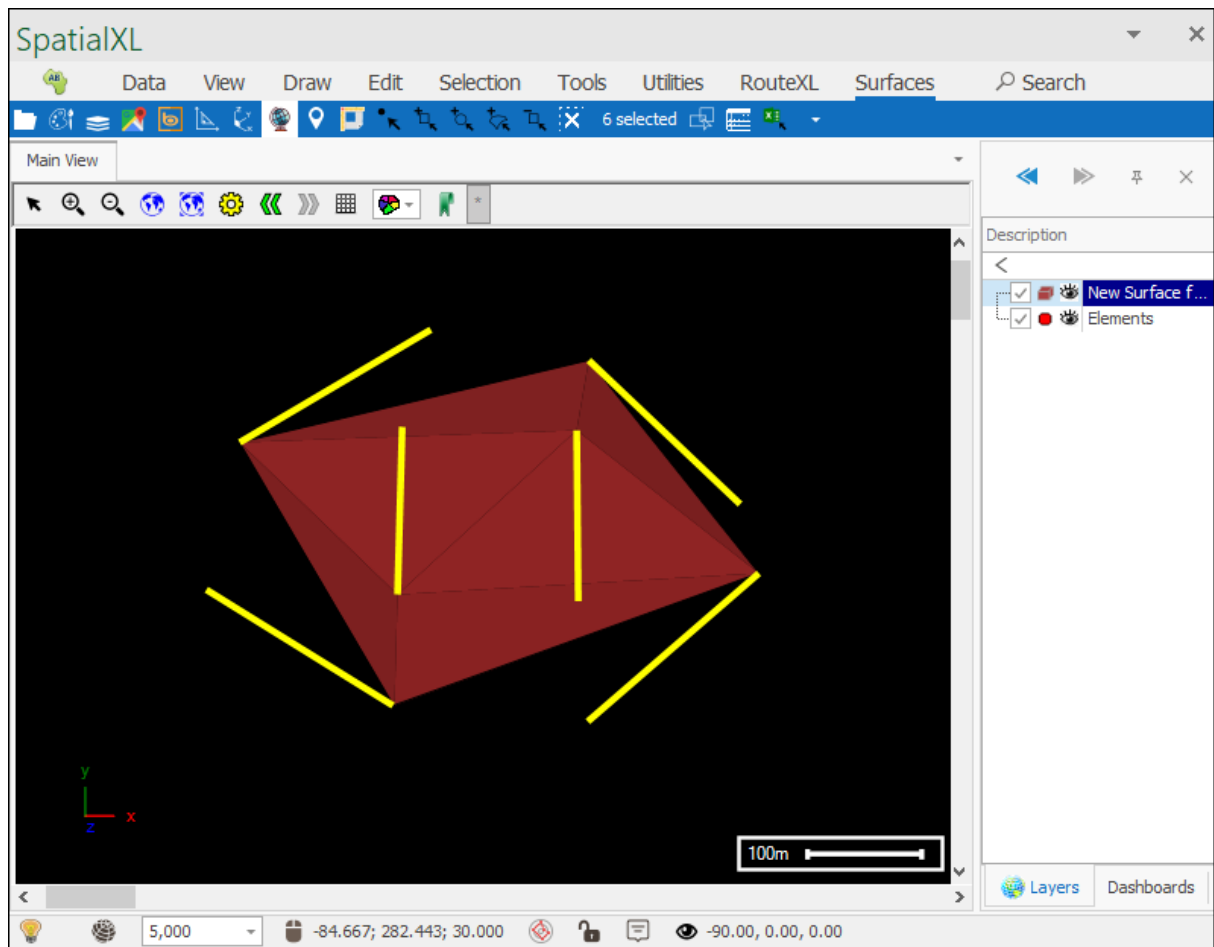 SpatialXL
AB Data View Draw Edit Selection Tools Utilities RouteXL Surfaces Search
6 selected
Main View
Description
New Surface f...
Elements
y
x
z
100m
Layers Dashboards
5,000 -84.667; 282.443; 30.000 -90.00, 0.00, 0.00